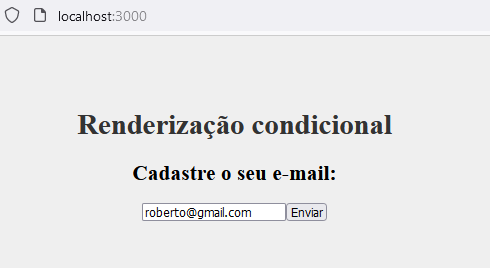 localhost:3000
Renderização condicional
Cadastre o seu e-mail:
roberto@gmail.com Enviar